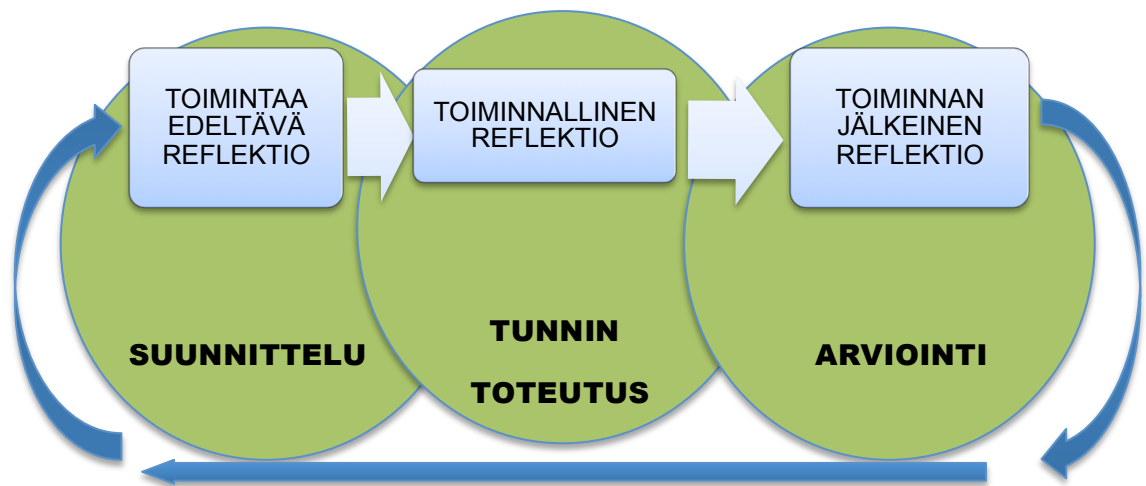 TOIMINTAA
EDELTÄVÄ
REFLEKTIO
TOIMINNALLINEN
REFLEKTIO
TOIMINNAN
JÄLKEINEN
REFLEKTIO
SUUNNITTELU
TUNNIN
TOTEUTUS
ARVIOINTI